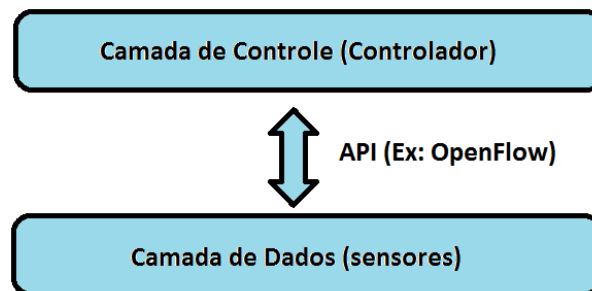 Camada de Controle (Controlador)
API (Ex: OpenFlow)
Camada de Dados (sensores)